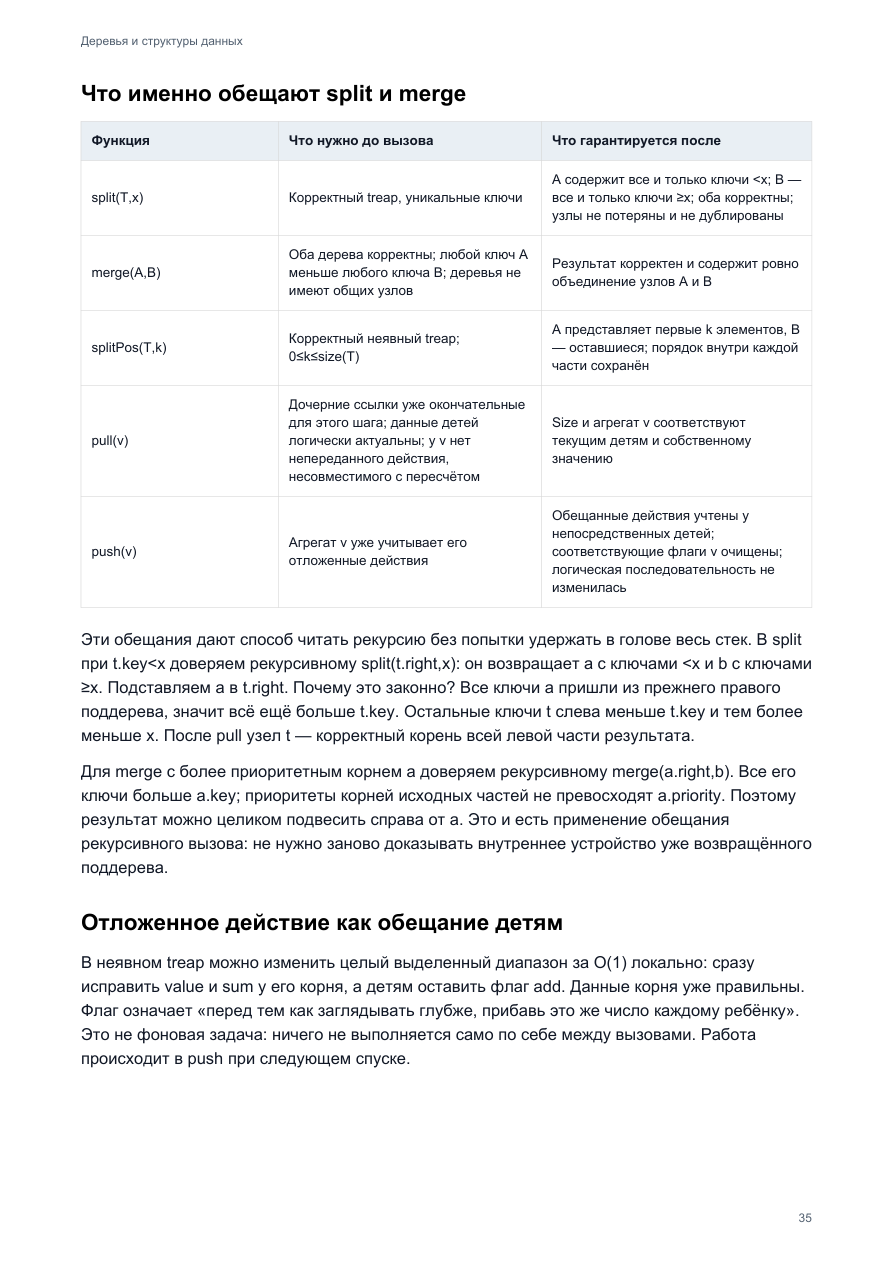 Деревья и структуры данных
Что именно обещают split и merge
Функция
Что нужно до вызова
Что гарантируется после
split(T,x)
Корректный treap, уникальные ключи
A содержит все и только ключи <x; B —
все и только ключи ≥x; оба корректны;
узлы не потеряны и не дублированы
merge(A,B)
Оба дерева корректны; любой ключ A
меньше любого ключа B; деревья не
имеют общих узлов
Результат корректен и содержит ровно
объединение узлов A и B
splitPos(T,k)
Корректный неявный treap;
0≤k≤size(T)
A представляет первые k элементов, B
— оставшиеся; порядок внутри каждой
части сохранён
pull(v)
Дочерние ссылки уже окончательные
для этого шага; данные детей
логически актуальны; у v нет
непереданного действия,
несовместимого с пересчётом
Size и агрегат v соответствуют
текущим детям и собственному
значению
push(v)
Агрегат v уже учитывает его
отложенные действия
Обещанные действия учтены у
непосредственных детей;
соответствующие флаги v очищены;
логическая последовательность не
изменилась
Эти обещания дают способ читать рекурсию без попытки удержать в голове весь стек. В split
при t.key<x доверяем рекурсивному split(t.right,x): он возвращает a с ключами <x и b с ключами
≥x. Подставляем a в t.right. Почему это законно? Все ключи a пришли из прежнего правого
поддерева, значит всё ещё больше t.key. Остальные ключи t слева меньше t.key и тем более
меньше x. После pull узел t — корректный корень всей левой части результата.
Для merge с более приоритетным корнем a доверяем рекурсивному merge(a.right,b). Все его
ключи больше a.key; приоритеты корней исходных частей не превосходят a.priority. Поэтому
результат можно целиком подвесить справа от a. Это и есть применение обещания
рекурсивного вызова: не нужно заново доказывать внутреннее устройство уже возвращённого
поддерева.
Отложенное действие как обещание детям
В неявном treap можно изменить целый выделенный диапазон за O(1) локально: сразу
исправить value и sum у его корня, а детям оставить флаг add. Данные корня уже правильны.
Флаг означает «перед тем как заглядывать глубже, прибавь это же число каждому ребёнку».
Это не фоновая задача: ничего не выполняется само по себе между вызовами. Работа
происходит в push при следующем спуске.
35